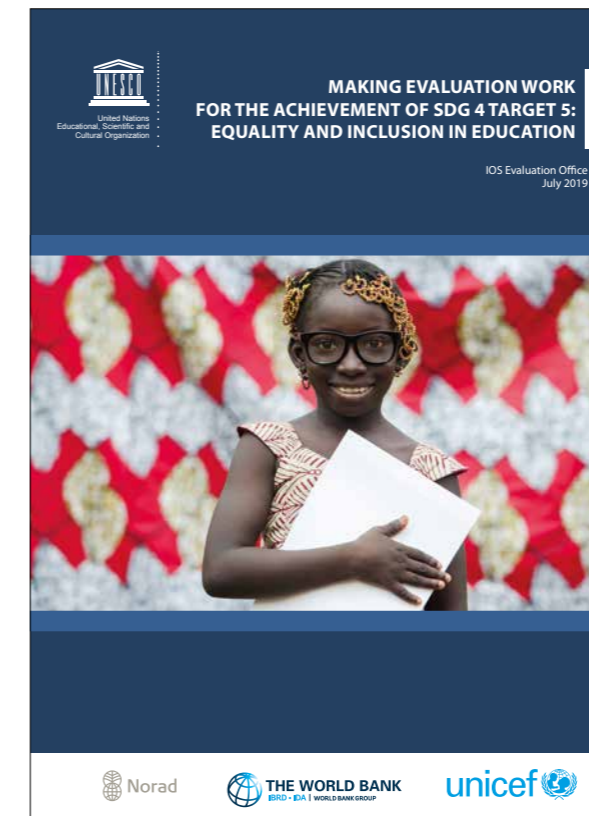 UNESCO
United Nations
Educational, Scientific and
Cultural Organization
MAKING EVALUATION WORK
FOR THE ACHIEVEMENT OF SDG 4 TARGET 5:
EQUALITY AND INCLUSION IN EDUCATION
IOS Evaluation Office
July 2019
Norad
THE WORLD BANK
IBRD • IDA | WORLD BANK GROUP
unicef